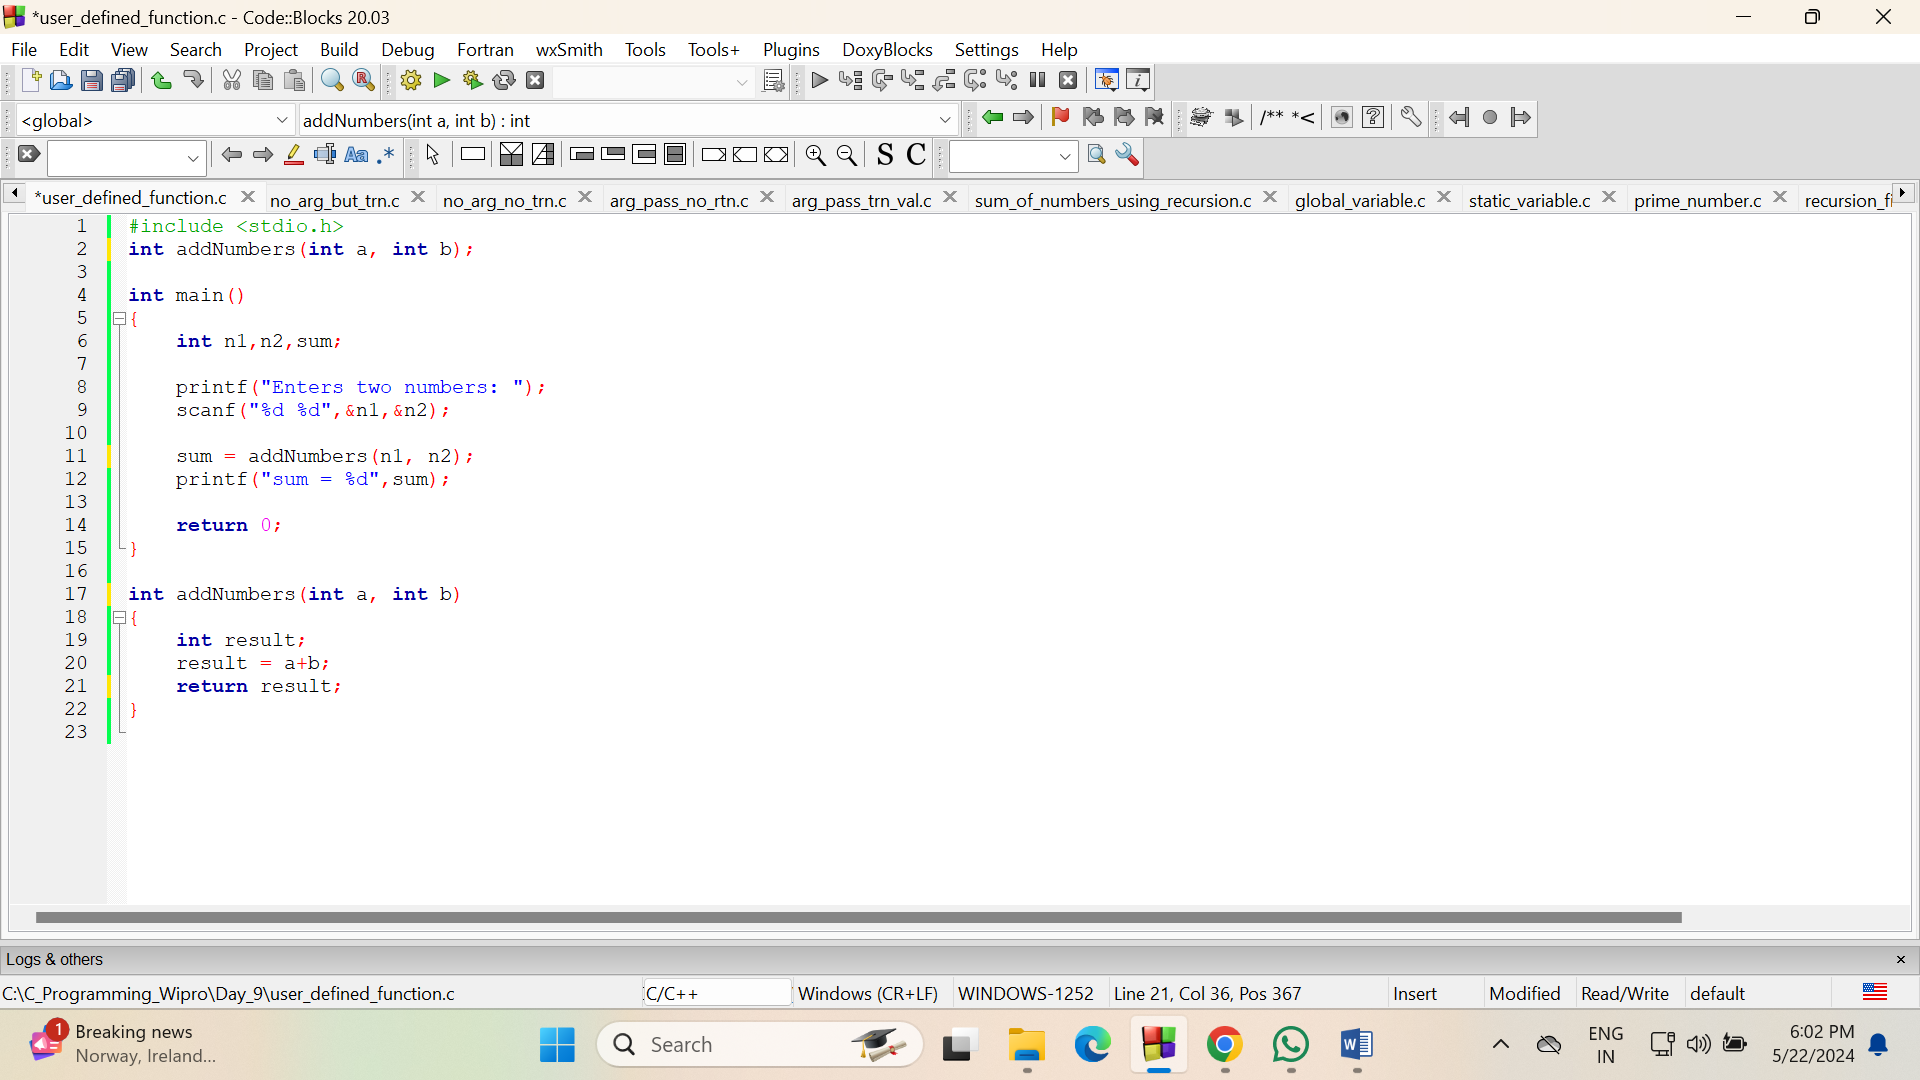 *user_defined_function.c - Code::Blocks 20.03
File Edit View Search Project Build Debug Fortran wxSmith Tools Tools+ Plugins DoxyBlocks Settings Help
<global> addNumbers(int a, int b) : int /** *<
Aa .* S C
*user_defined_function.c no_arg_but_trn.c no_arg_no_trn.c arg_pass_no_rtn.c arg_pass_trn_val.c sum_of_numbers_using_recursion.c global_variable.c static_variable.c prime_number.c recursion_f
1 #include <stdio.h>
2 int addNumbers(int a, int b);
3
4 int main()
5 {
6 int n1,n2,sum;
7
8 printf("Enters two numbers: ");
9 scanf("%d %d",&n1,&n2);
10
11 sum = addNumbers(n1, n2);
12 printf("sum = %d",sum);
13
14 return 0;
15 }
16
17 int addNumbers(int a, int b)
18 {
19 int result;
20 result = a+b;
21 return result;
22 }
23
Logs & others
C:\C_Programming_Wipro\Day_9\user_defined_function.c C/C++ Windows (CR+LF) WINDOWS-1252 Line 21, Col 36, Pos 367 Insert Modified Read/Write default
1 Breaking news
Norway, Ireland...
Search
ENG
IN
6:02 PM
5/22/2024